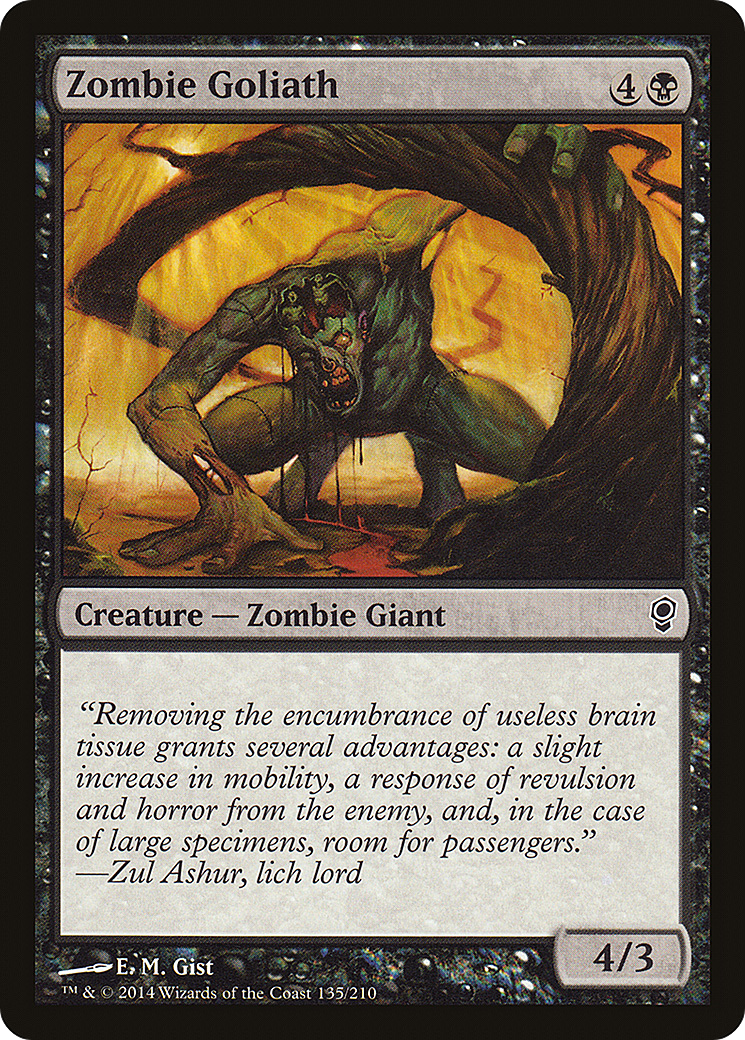 Zombie Goliath 4
Creature — Zombie Giant
“Removing the encumbrance of useless brain
tissue grants several advantages: a slight
increase in mobility, a response of revulsion
and horror from the enemy, and, in the case
of large specimens, room for passengers.”
—Zul Ashur, lich lord
4/3
E. M. Gist
™ & © 2014 Wizards of the Coast 135/210